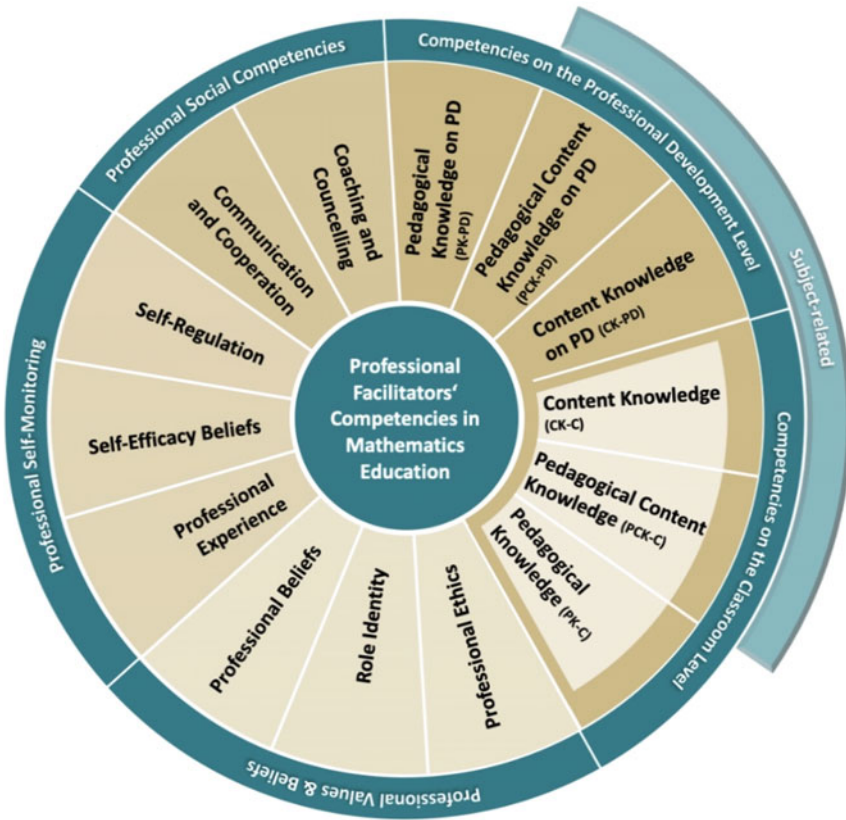 Professional Social Competencies
Competencies on the Professional Development Level
Subject-related
Competencies on the Classroom Level
Professional Values & Beliefs
Professional Self-Monitoring
Professional
Facilitators‘
Competencies in
Mathematics
Education
Pedagogical
Knowledge on PD
(PK-PD)
Pedagogical Content
Knowledge on PD
(PCK-PD)
Content Knowledge
on PD (CK-PD)
Content Knowledge
(CK-C)
Pedagogical Content
Knowledge (PCK-C)
Pedagogical
Knowledge (PK-C)
Professional Ethics
Role Identity
Professional Beliefs
Professional
Experience
Self-Efficacy Beliefs
Self-Regulation
Communication
and Cooperation
Coaching and
Councelling